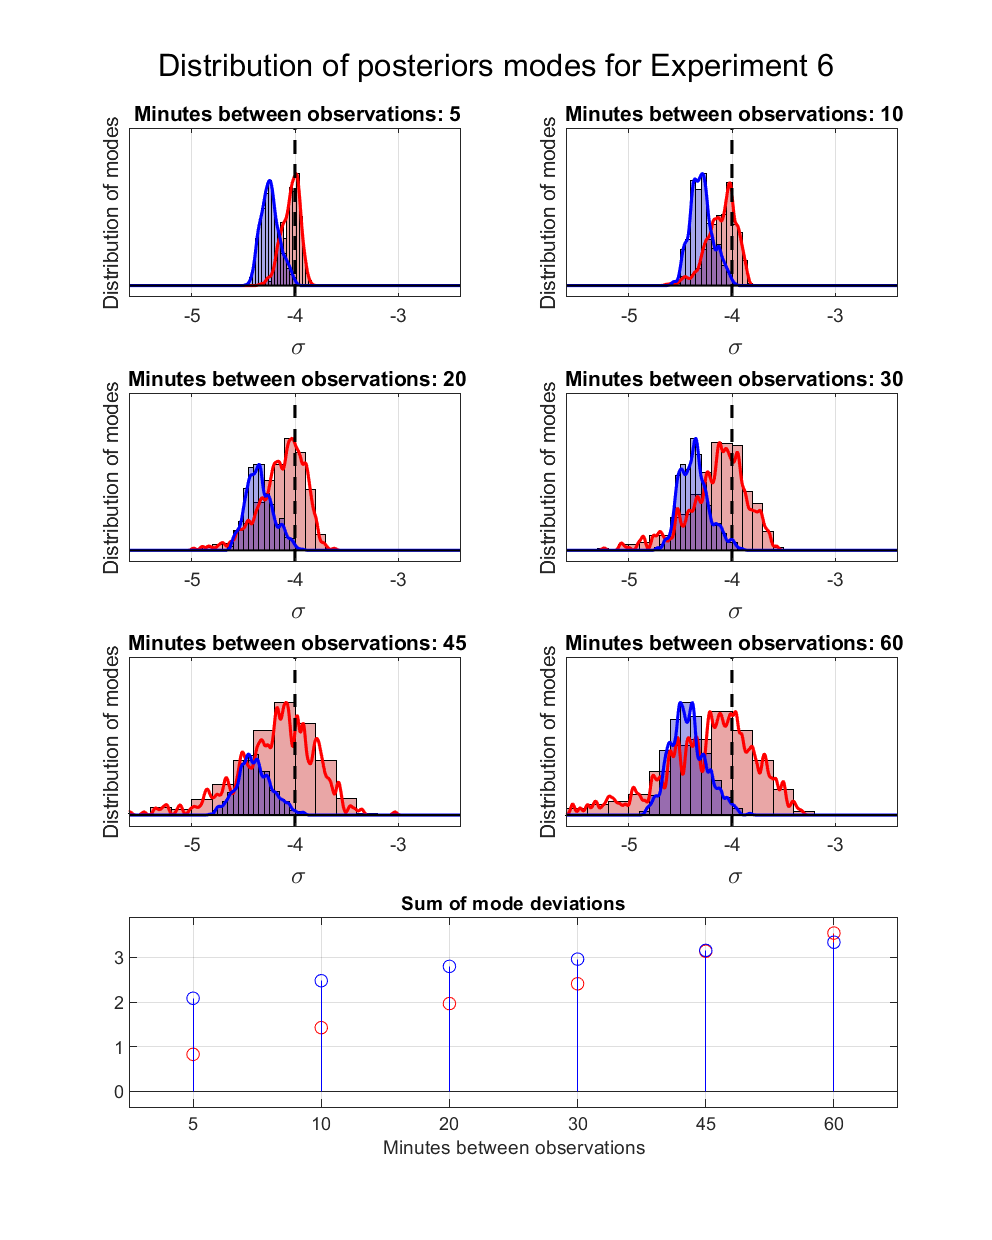 Distribution of posteriors modes for Experiment 6
Minutes between observations: 5
Distribution of modes
-5 -4 -3
σ
Minutes between observations: 10
Distribution of modes
-5 -4 -3
σ
Minutes between observations: 20
Distribution of modes
-5 -4 -3
σ
Minutes between observations: 30
Distribution of modes
-5 -4 -3
σ
Minutes between observations: 45
Distribution of modes
-5 -4 -3
σ
Minutes between observations: 60
Distribution of modes
-5 -4 -3
σ
Sum of mode deviations
3
2
1
0
5 10 20 30 45 60
Minutes between observations